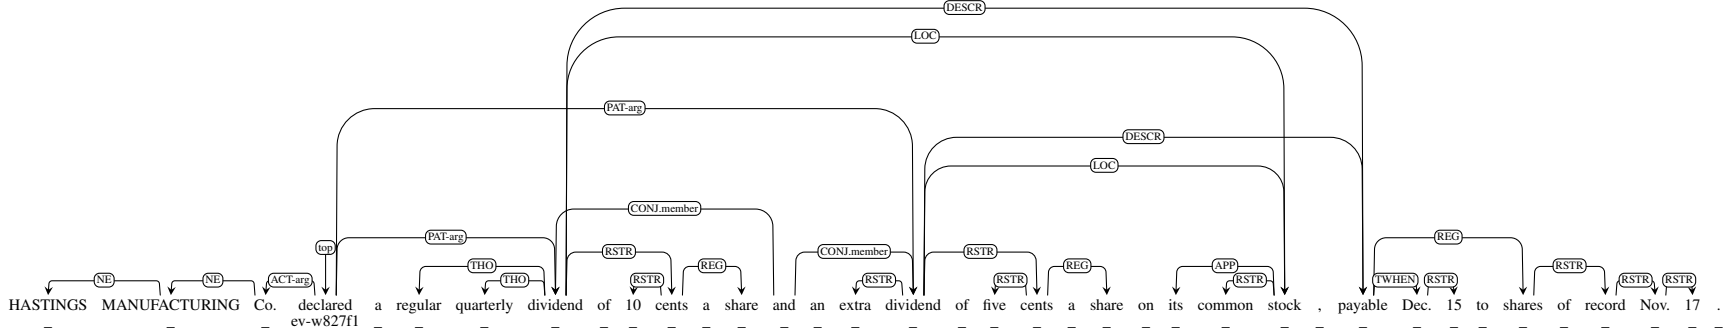 DESCR
LOC
PAT-arg
DESCR
LOC
CONJ.member
top PAT-arg CONJ.member RSTR RSTR REG
NE NE ACT-arg THO THO RSTR REG RSTR RSTR REG APP RSTR TWHEN RSTR RSTR RSTR RSTR
HASTINGS MANUFACTURING Co. declared a regular quarterly dividend of 10 cents a share and an extra dividend of five cents a share on its common stock , payable Dec. 15 to shares of record Nov. 17 .
_ _ _ ev-w827f1 _ _ _ _ _ _ _ _ _ _ _ _ _ _ _ _ _ _ _ _ _ _ _ _ _ _ _ _ _ _ _ _ _